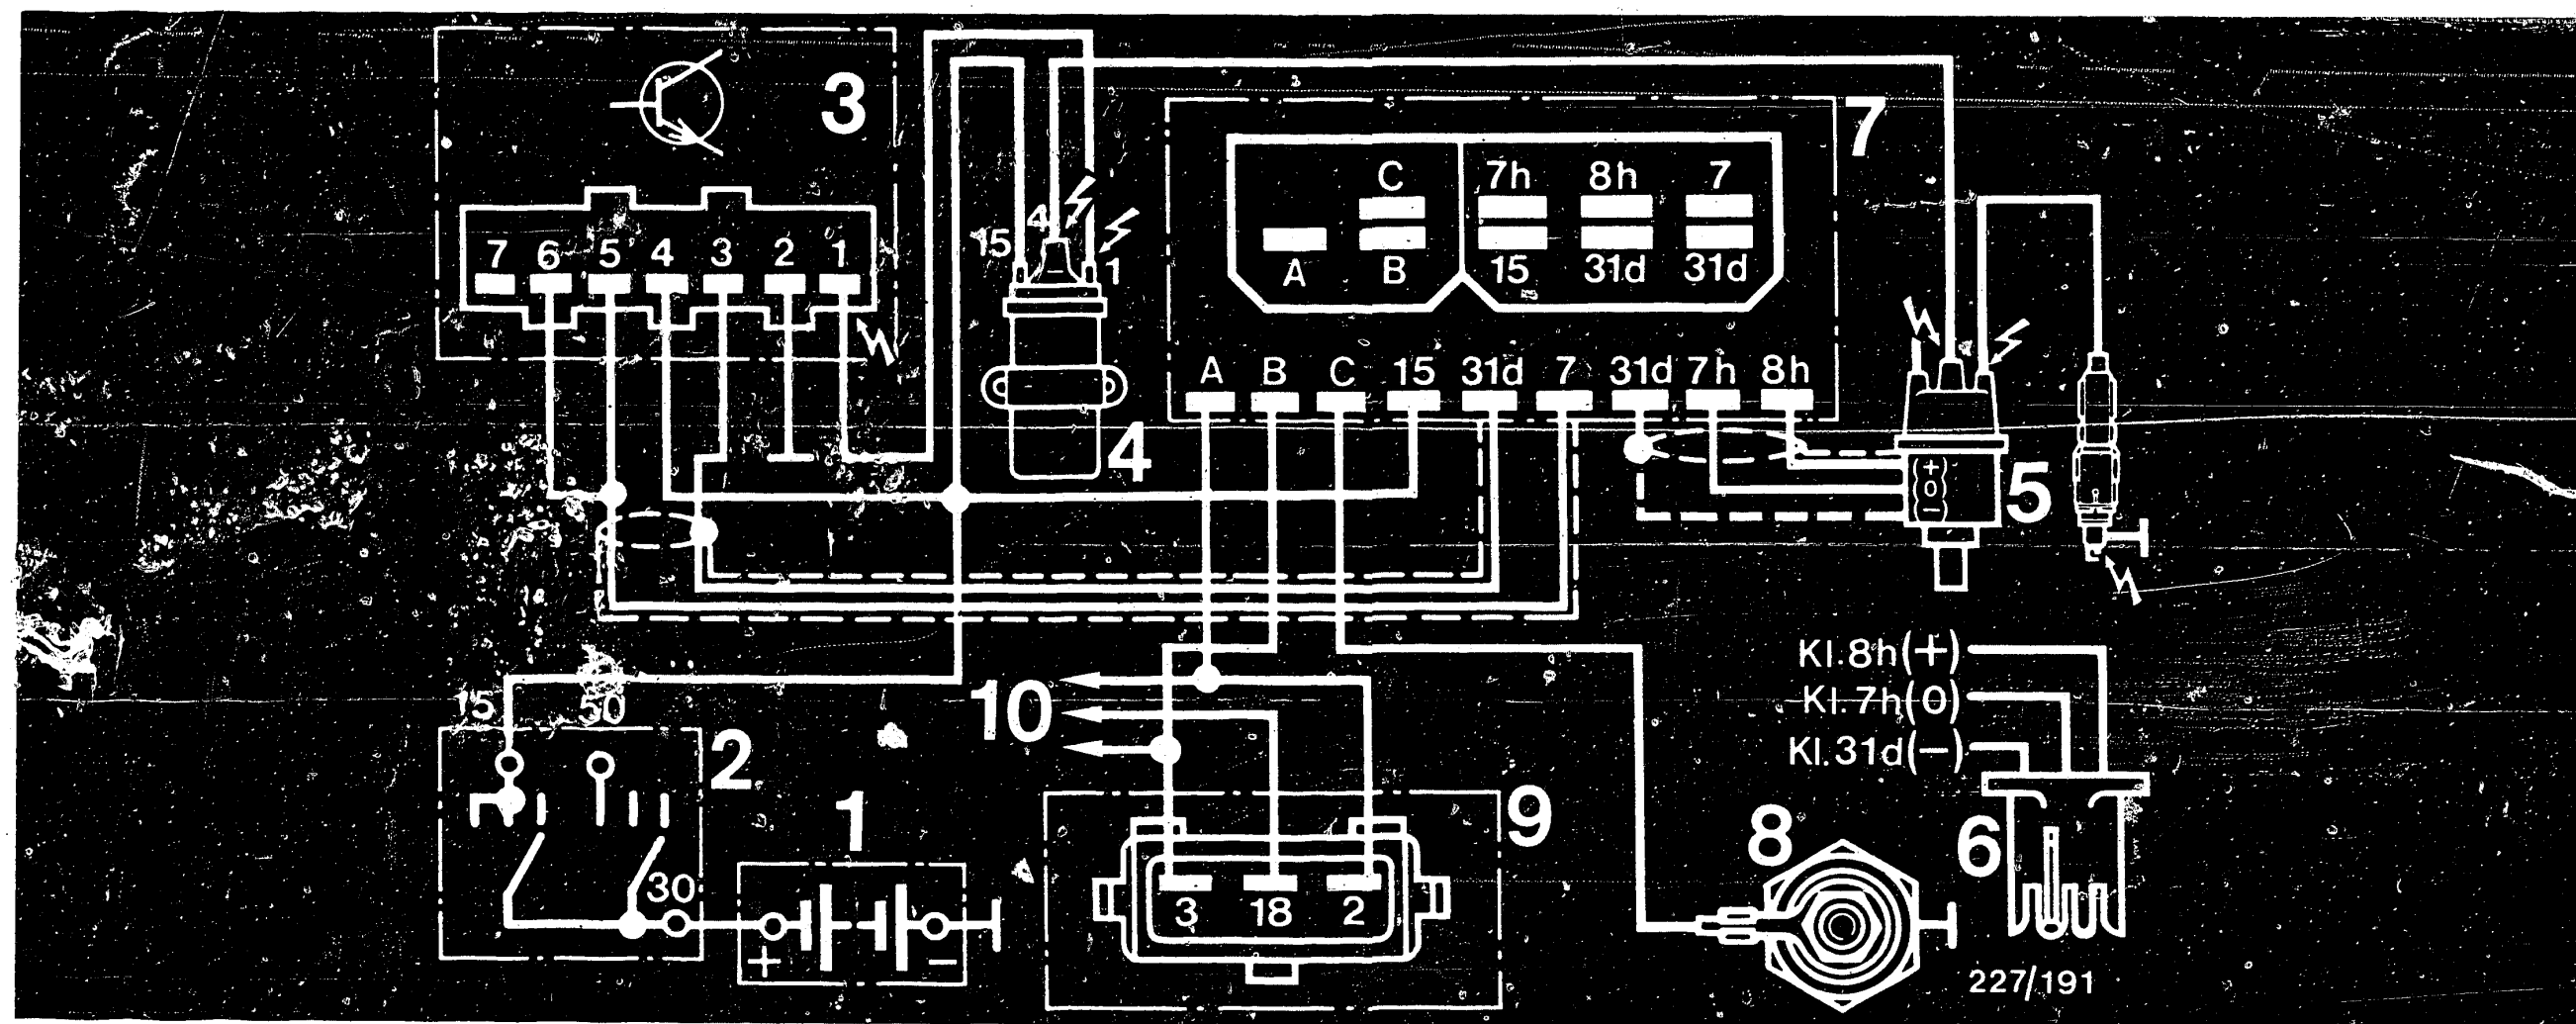 3
7
C 7h 8h 7
4
15
1
7 6 5 4 3 2 1
A B 15 31d 31d
A B C 15 31d 7 31d 7h 8h
4
(+)
(0)
(−)
5
Kl.8h(+)
Kl.7h(0)
Kl.31d(−)
15 50
10
2
1
9
8
6
30
3 18 2
+ −
227/191